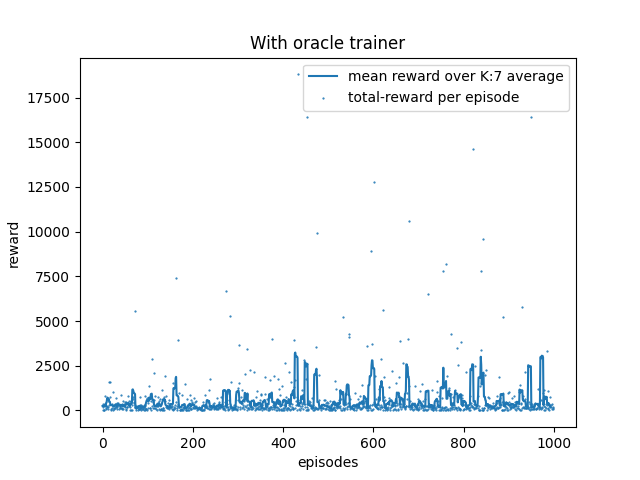 With oracle trainer
mean reward over K:7 average
total-reward per episode
17500
15000
12500
10000
7500
5000
2500
0
reward
0
200
400
600
800
1000
episodes